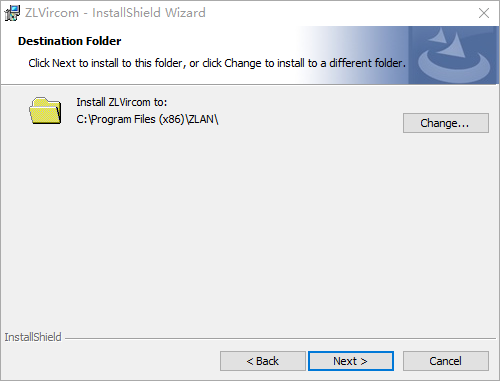 ZLVircom - InstallShield Wizard
Destination Folder
Click Next to install to this folder, or click Change to install to a different folder.
Install ZLVircom to:
C:\Program Files (x86)\ZLAN\
Change...
InstallShield
< Back
Next >
Cancel